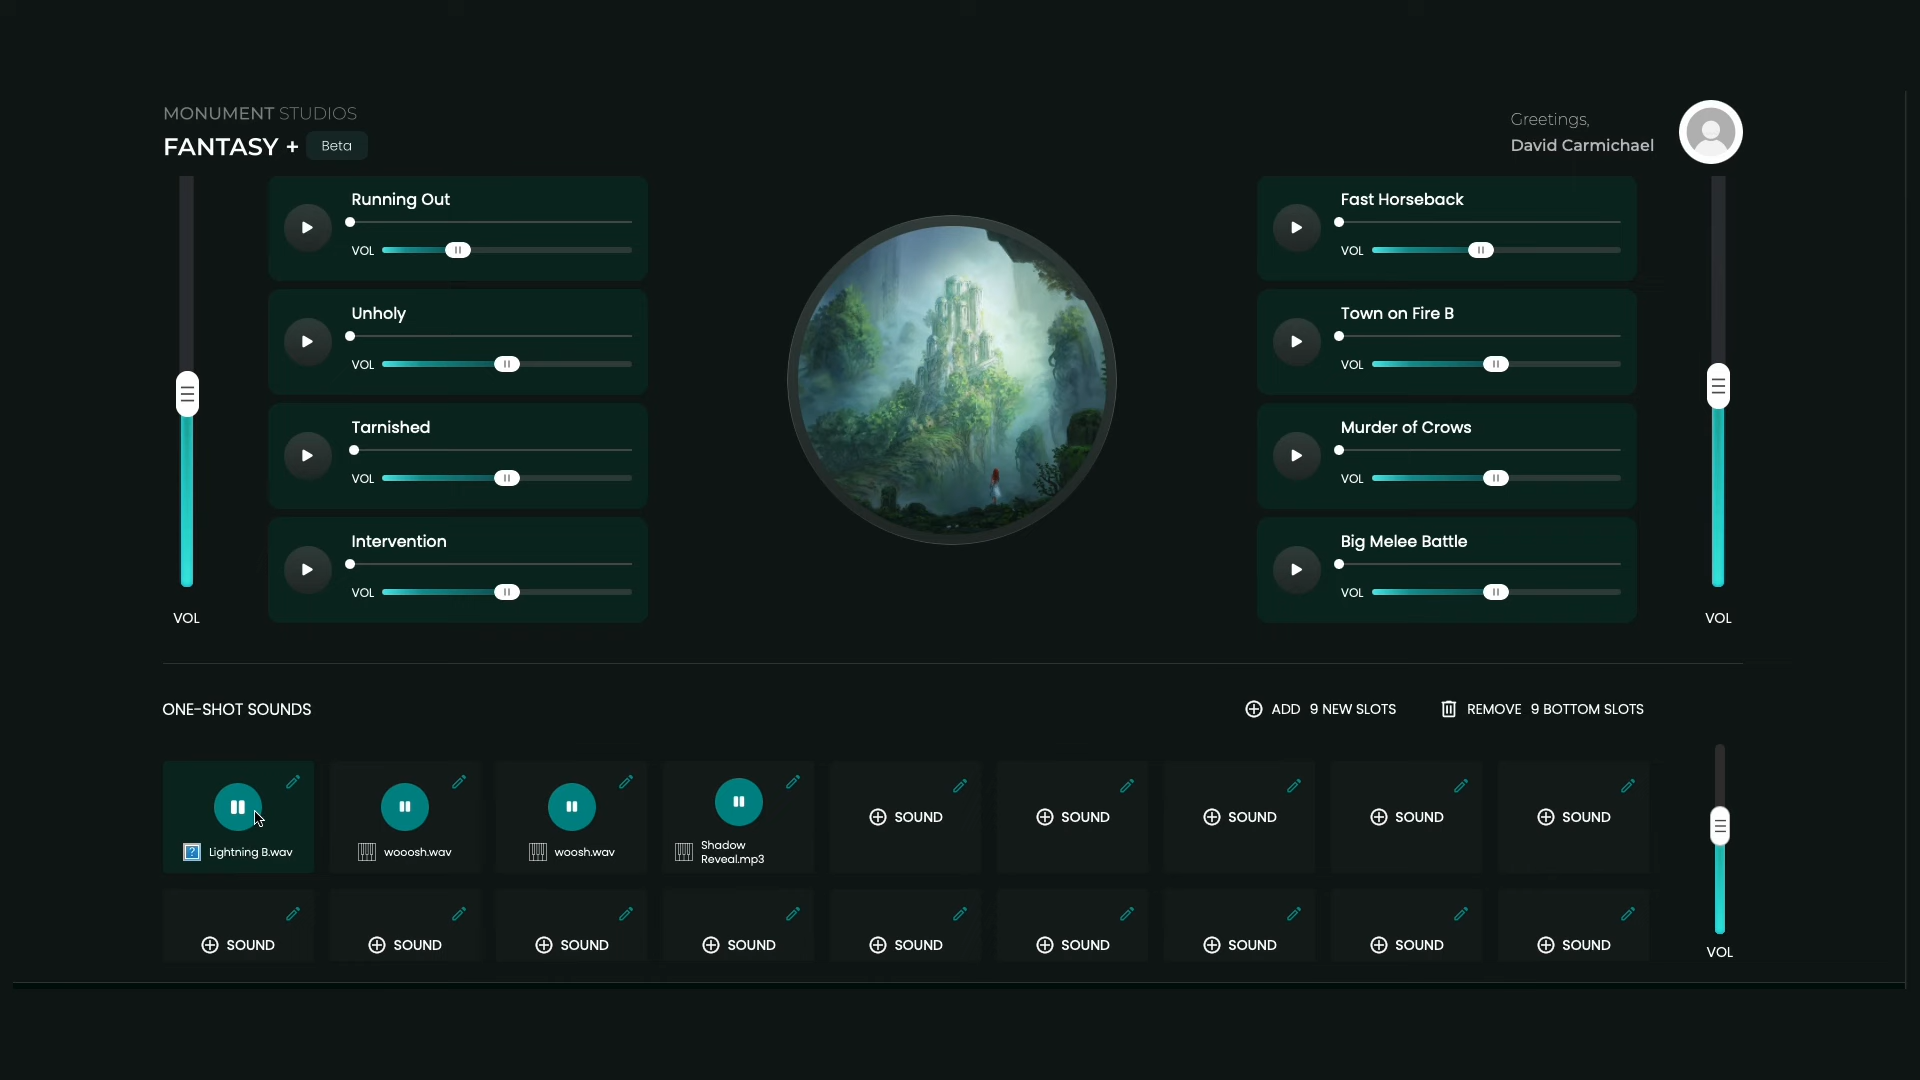 MONUMENT STUDIOS
FANTASY + Beta
Greetings,
David Carmichael
Running Out
VOL
Unholy
VOL
Tarnished
VOL
Intervention
VOL
VOL
Fast Horseback
VOL
Town on Fire B
VOL
Murder of Crows
VOL
Big Melee Battle
VOL
VOL
ONE-SHOT SOUNDS
ADD 9 NEW SLOTS
REMOVE 9 BOTTOM SLOTS
Lightning B.wav
wooosh.wav
woosh.wav
Shadow
Reveal.mp3
SOUND
SOUND
SOUND
SOUND
SOUND
SOUND
SOUND
SOUND
SOUND
SOUND
SOUND
SOUND
SOUND
SOUND
VOL